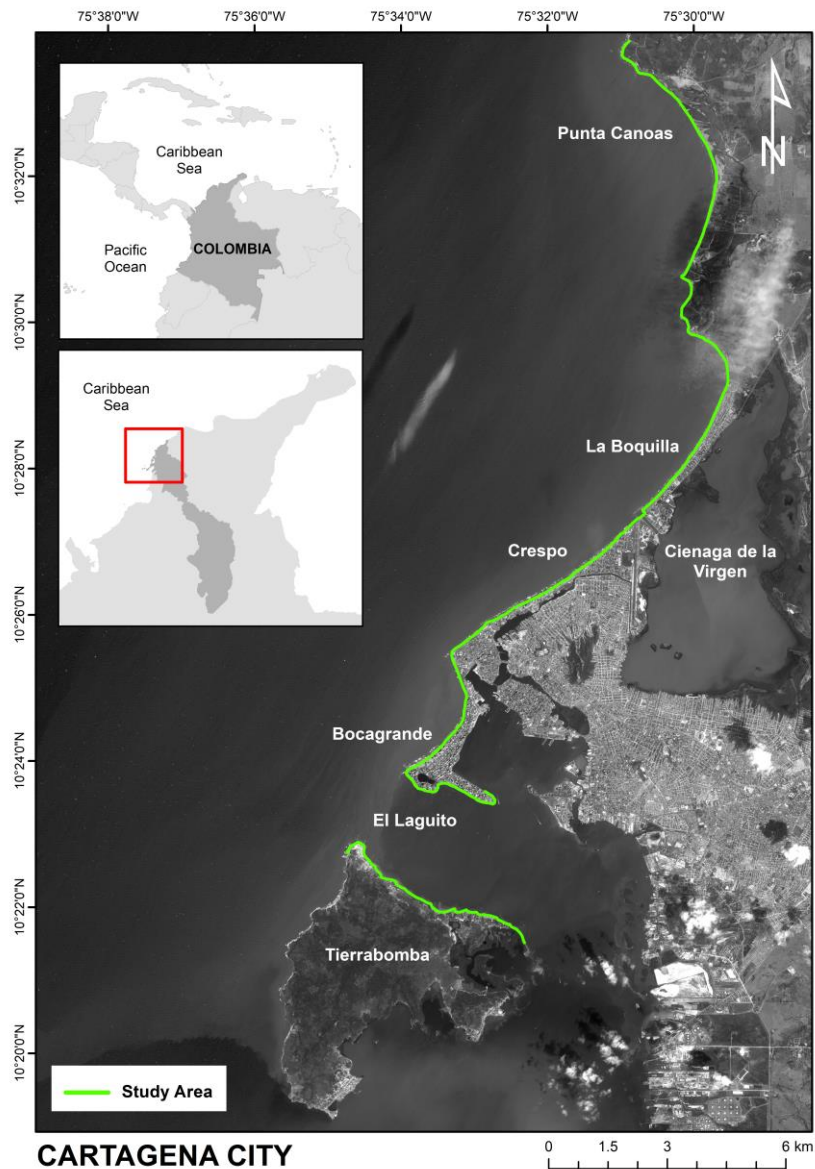 75°38'0"W 75°36'0"W 75°34'0"W 75°32'0"W 75°30'0"W
Caribbean
Sea
Pacific
Ocean
COLOMBIA
Caribbean
Sea
N
Punta Canoas
10°32'0"N
10°30'0"N
La Boquilla
10°28'0"N
Crespo
Cienaga de la
Virgen
10°26'0"N
Bocagrande
10°24'0"N
El Laguito
10°22'0"N
Tierrabomba
10°20'0"N
Study Area
CARTAGENA CITY
0 1.5 3 6 km